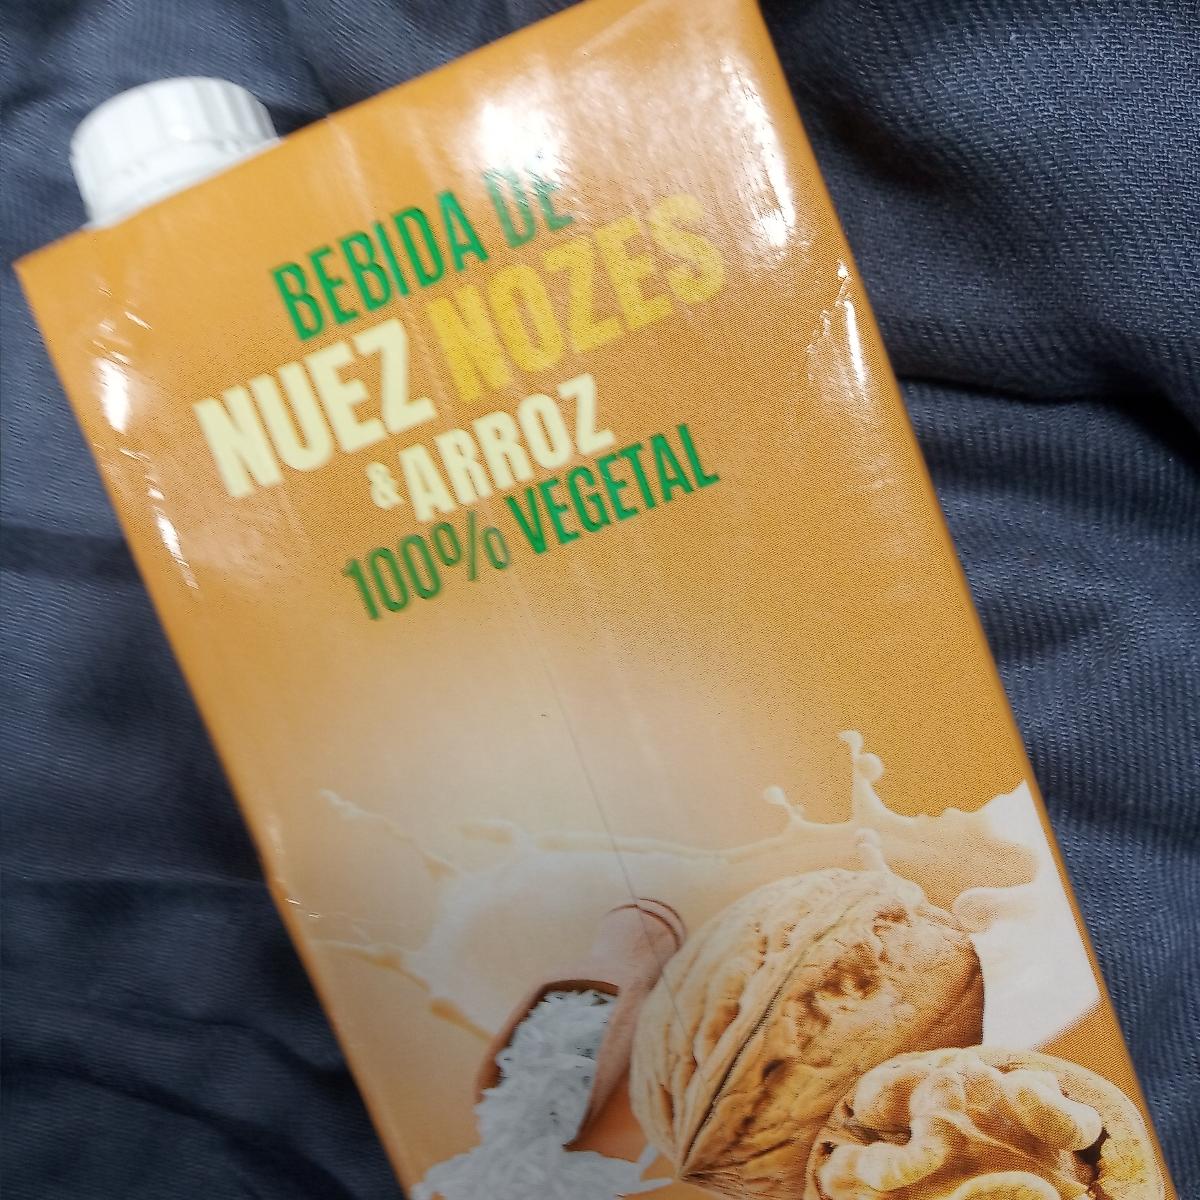 BEBIDA DE
NUEZ NOZES
& ARROZ
100% VEGETAL